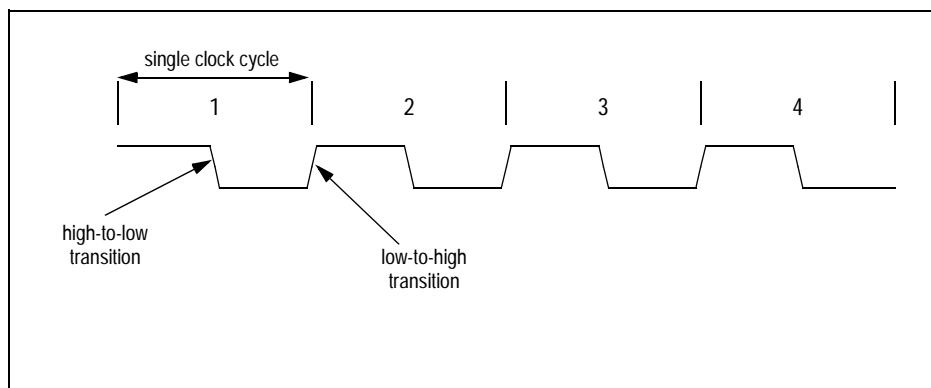 single clock cycle
1 2 3 4
high-to-low
transition
low-to-high
transition